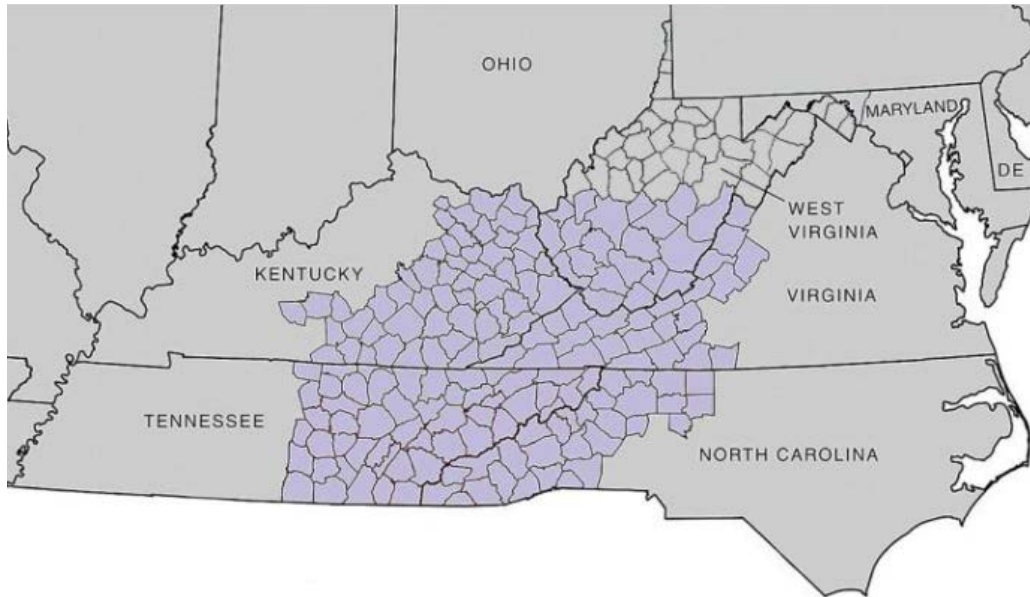 OHIO
MARYLAND
DE
WEST
VIRGINIA
KENTUCKY
VIRGINIA
TENNESSEE
NORTH CAROLINA